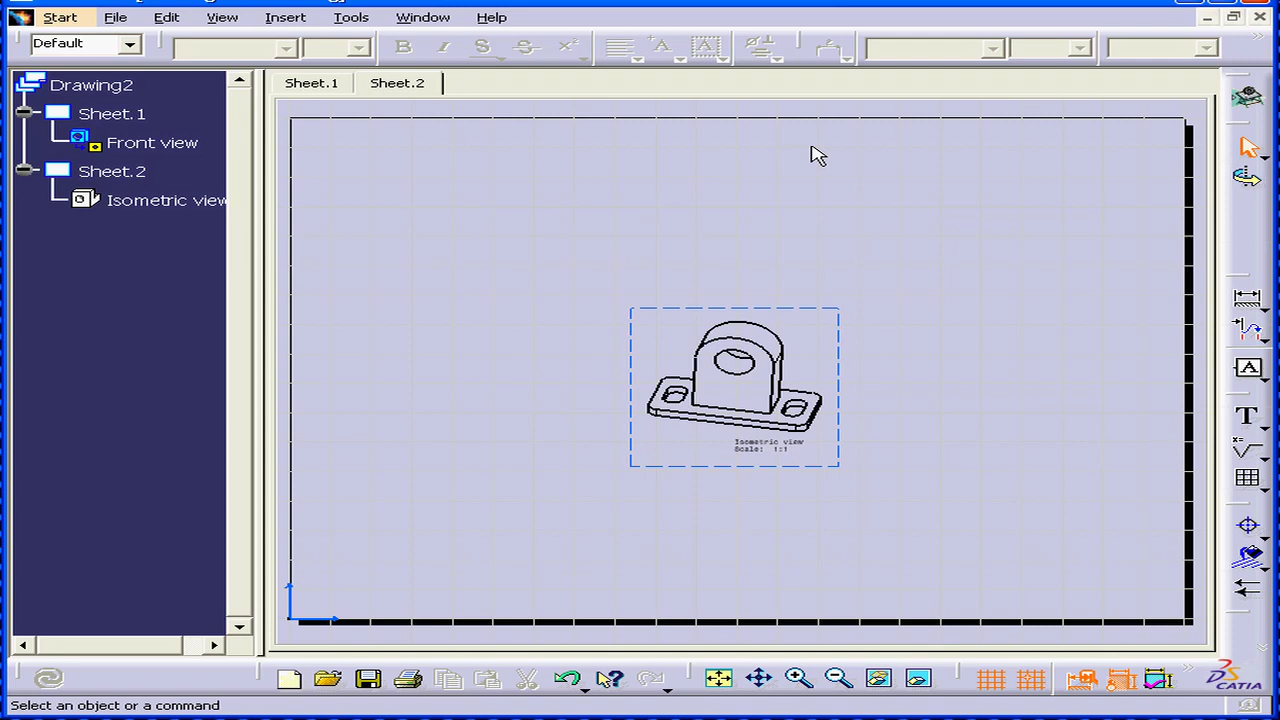 Start File Edit View Insert Tools Window Help
Default
B S S
Drawing2
Sheet.1
Front view
Sheet.2
Isometric view
Sheet.1 Sheet.2
Isometric view
Scale: 1:1
A
T
CATIA
Select an object or a command